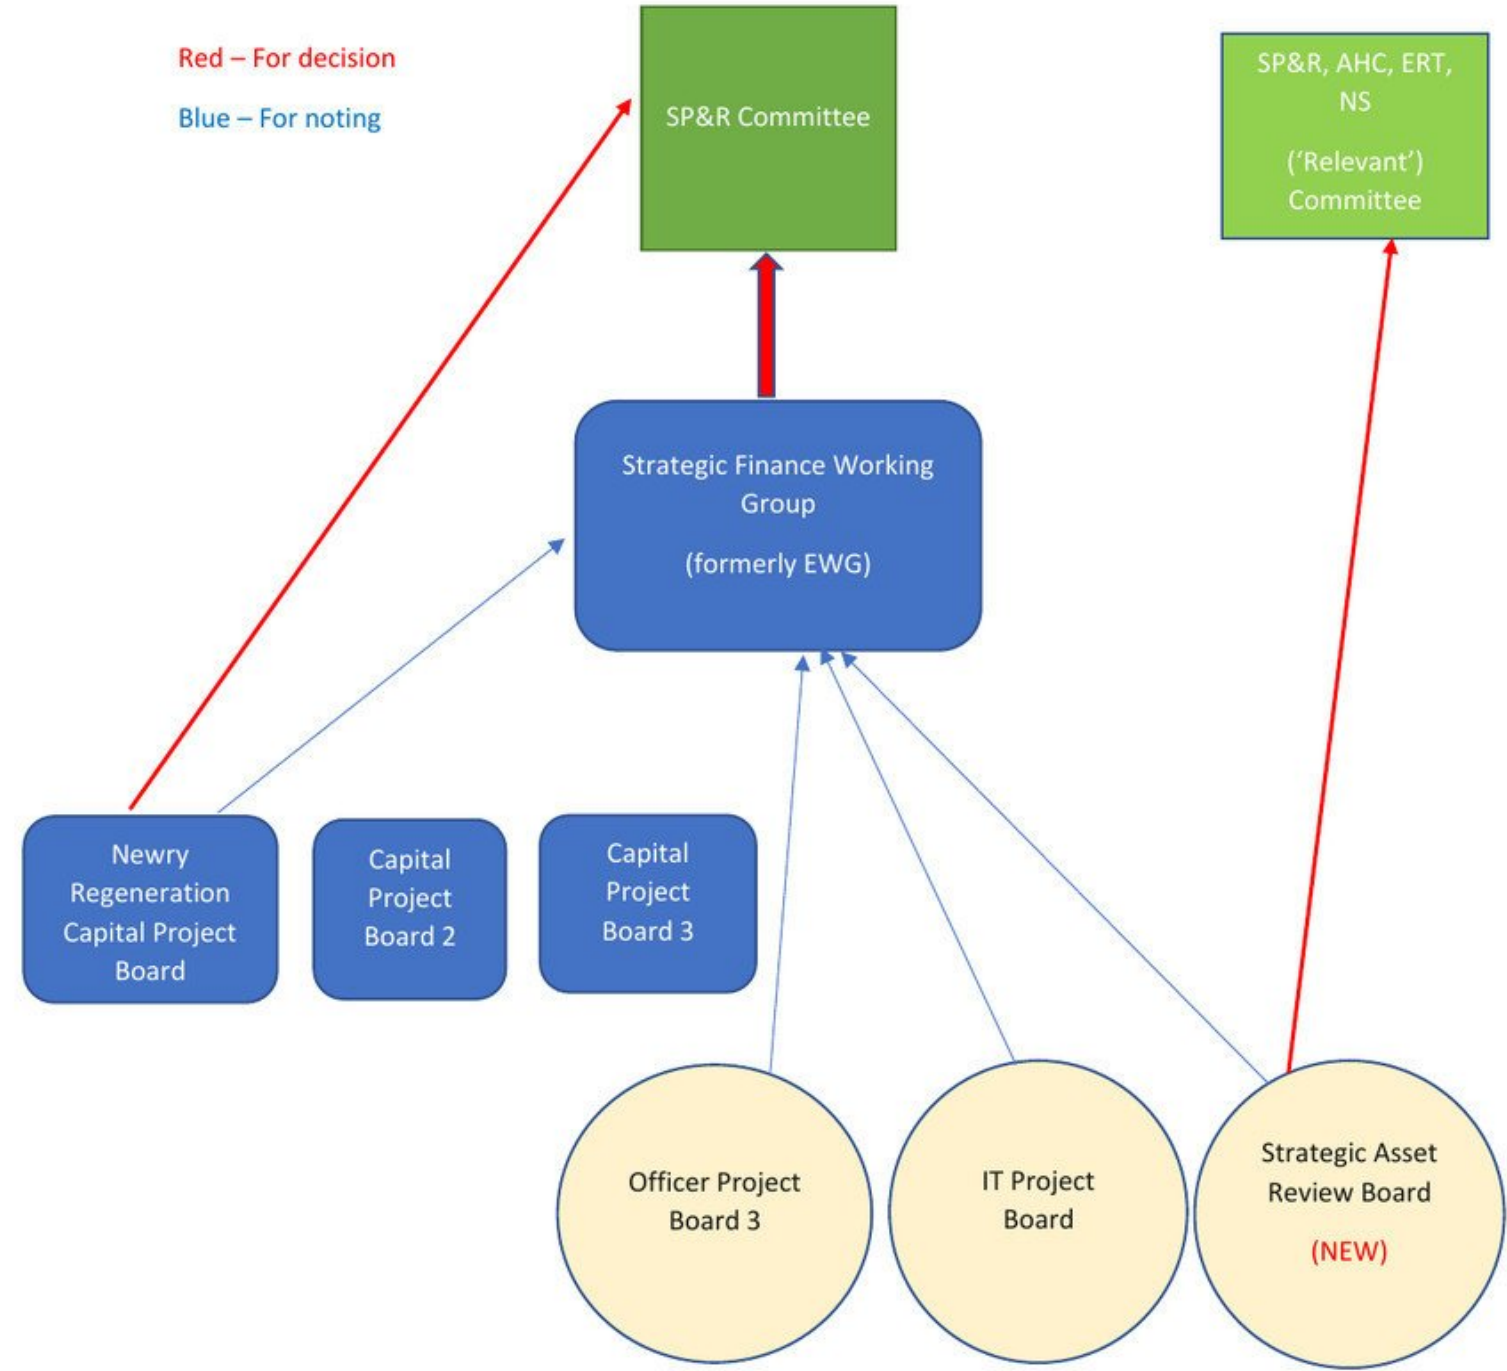 Red – For decision
Blue – For noting
SP&R Committee
SP&R, AHC, ERT,
NS
(‘Relevant’)
Committee
Strategic Finance Working
Group
(formerly EWG)
Newry
Regeneration
Capital Project
Board
Capital
Project
Board 2
Capital
Project
Board 3
Officer Project
Board 3
IT Project
Board
Strategic Asset
Review Board
(NEW)